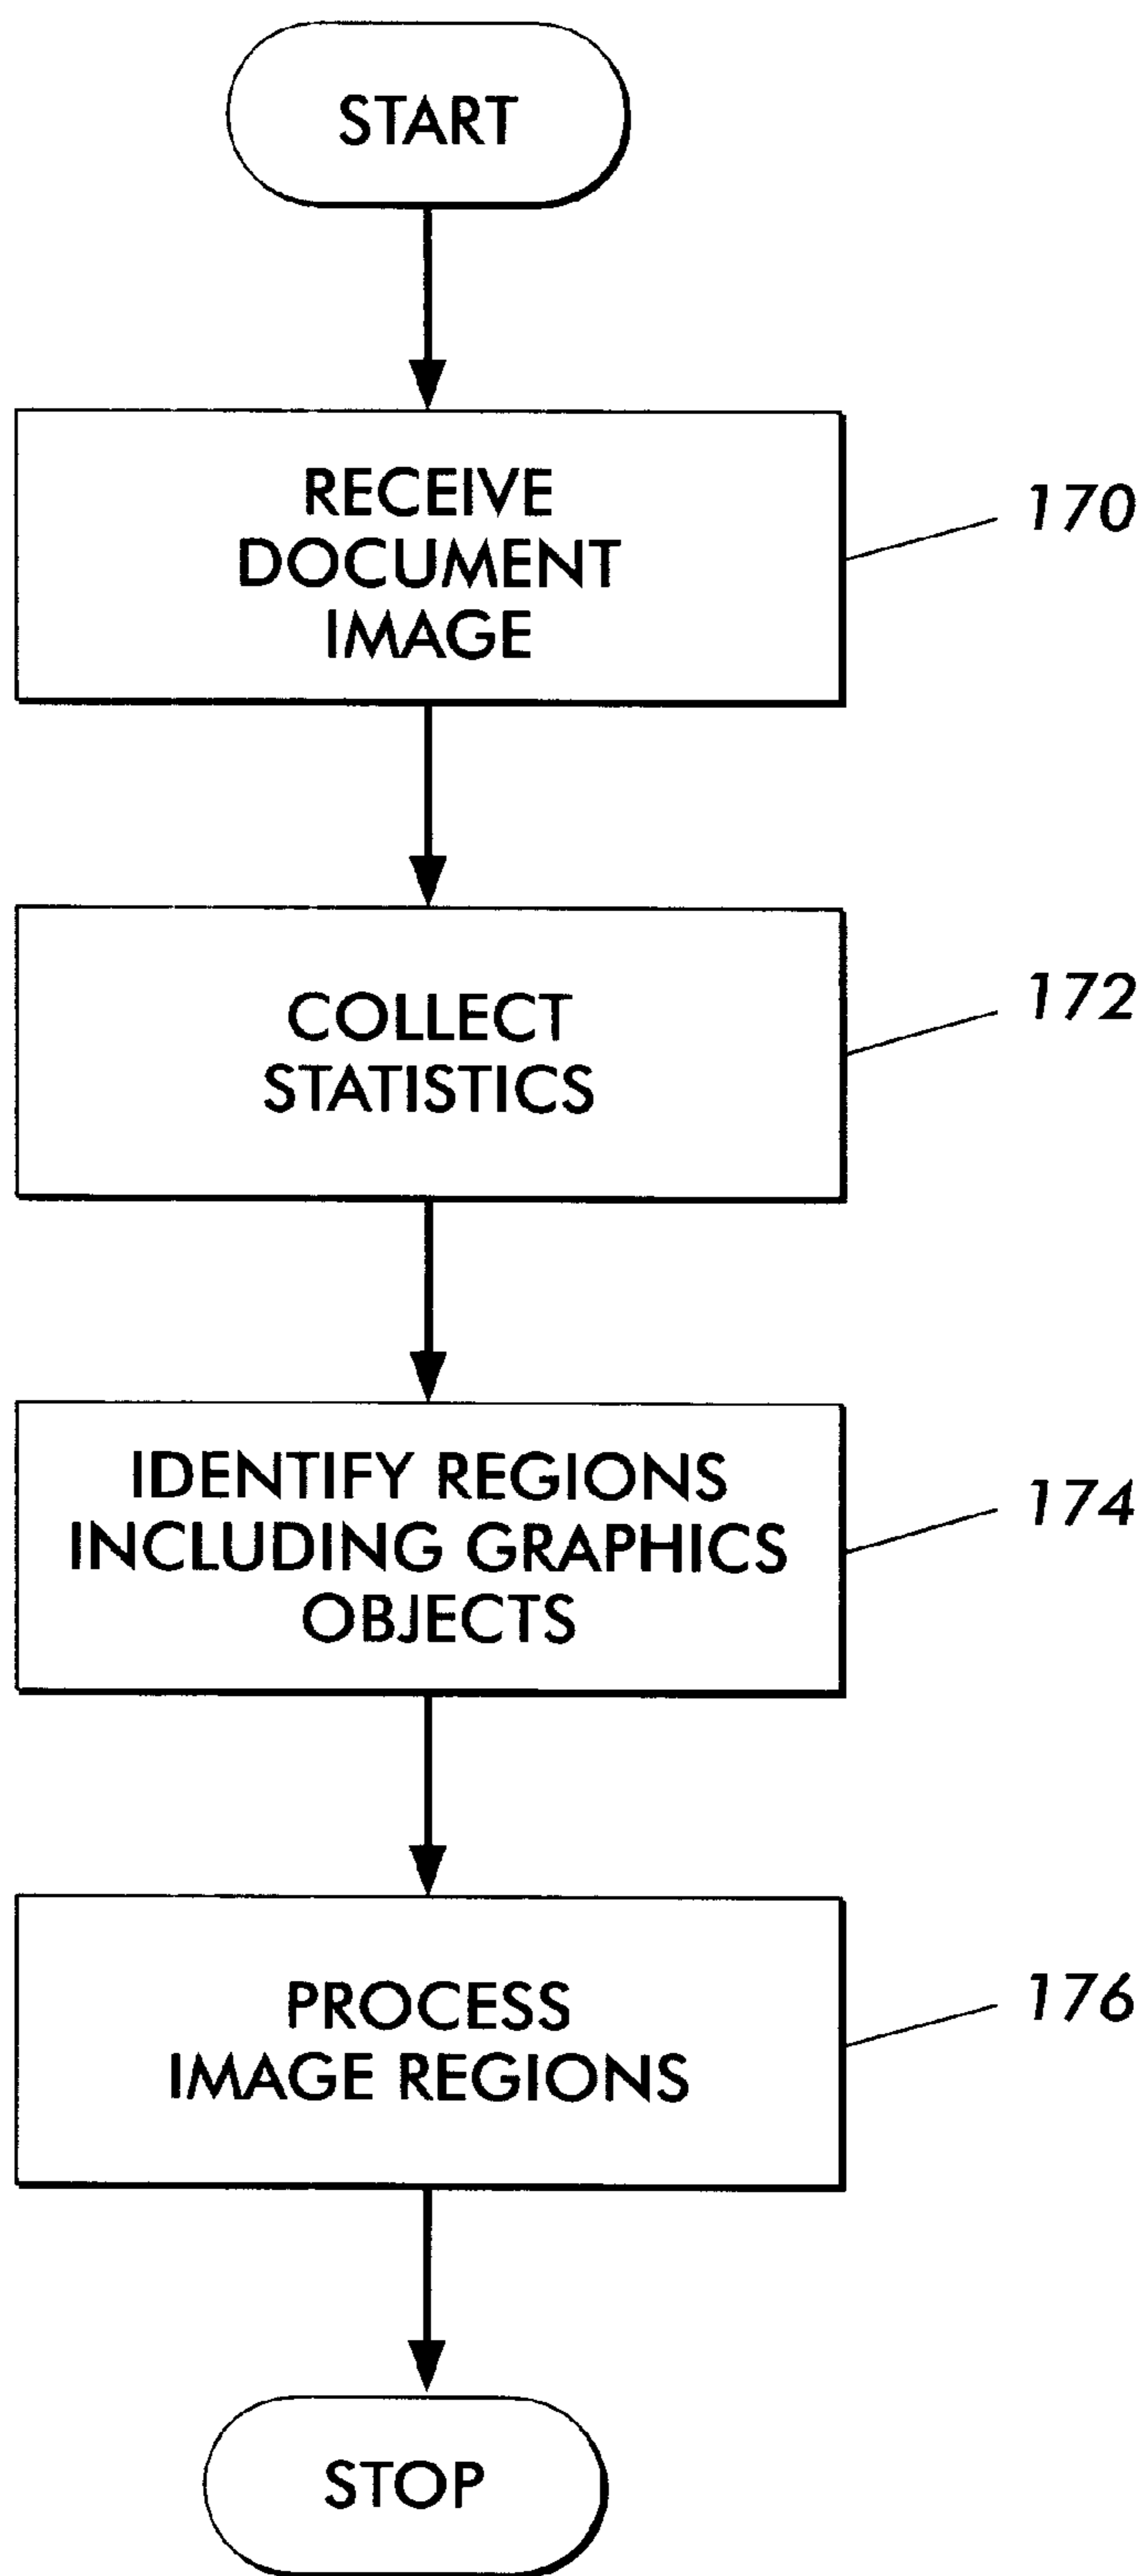 START
RECEIVE
DOCUMENT
IMAGE
170
COLLECT
STATISTICS
172
IDENTIFY REGIONS
INCLUDING GRAPHICS
OBJECTS
174
PROCESS
IMAGE REGIONS
176
STOP